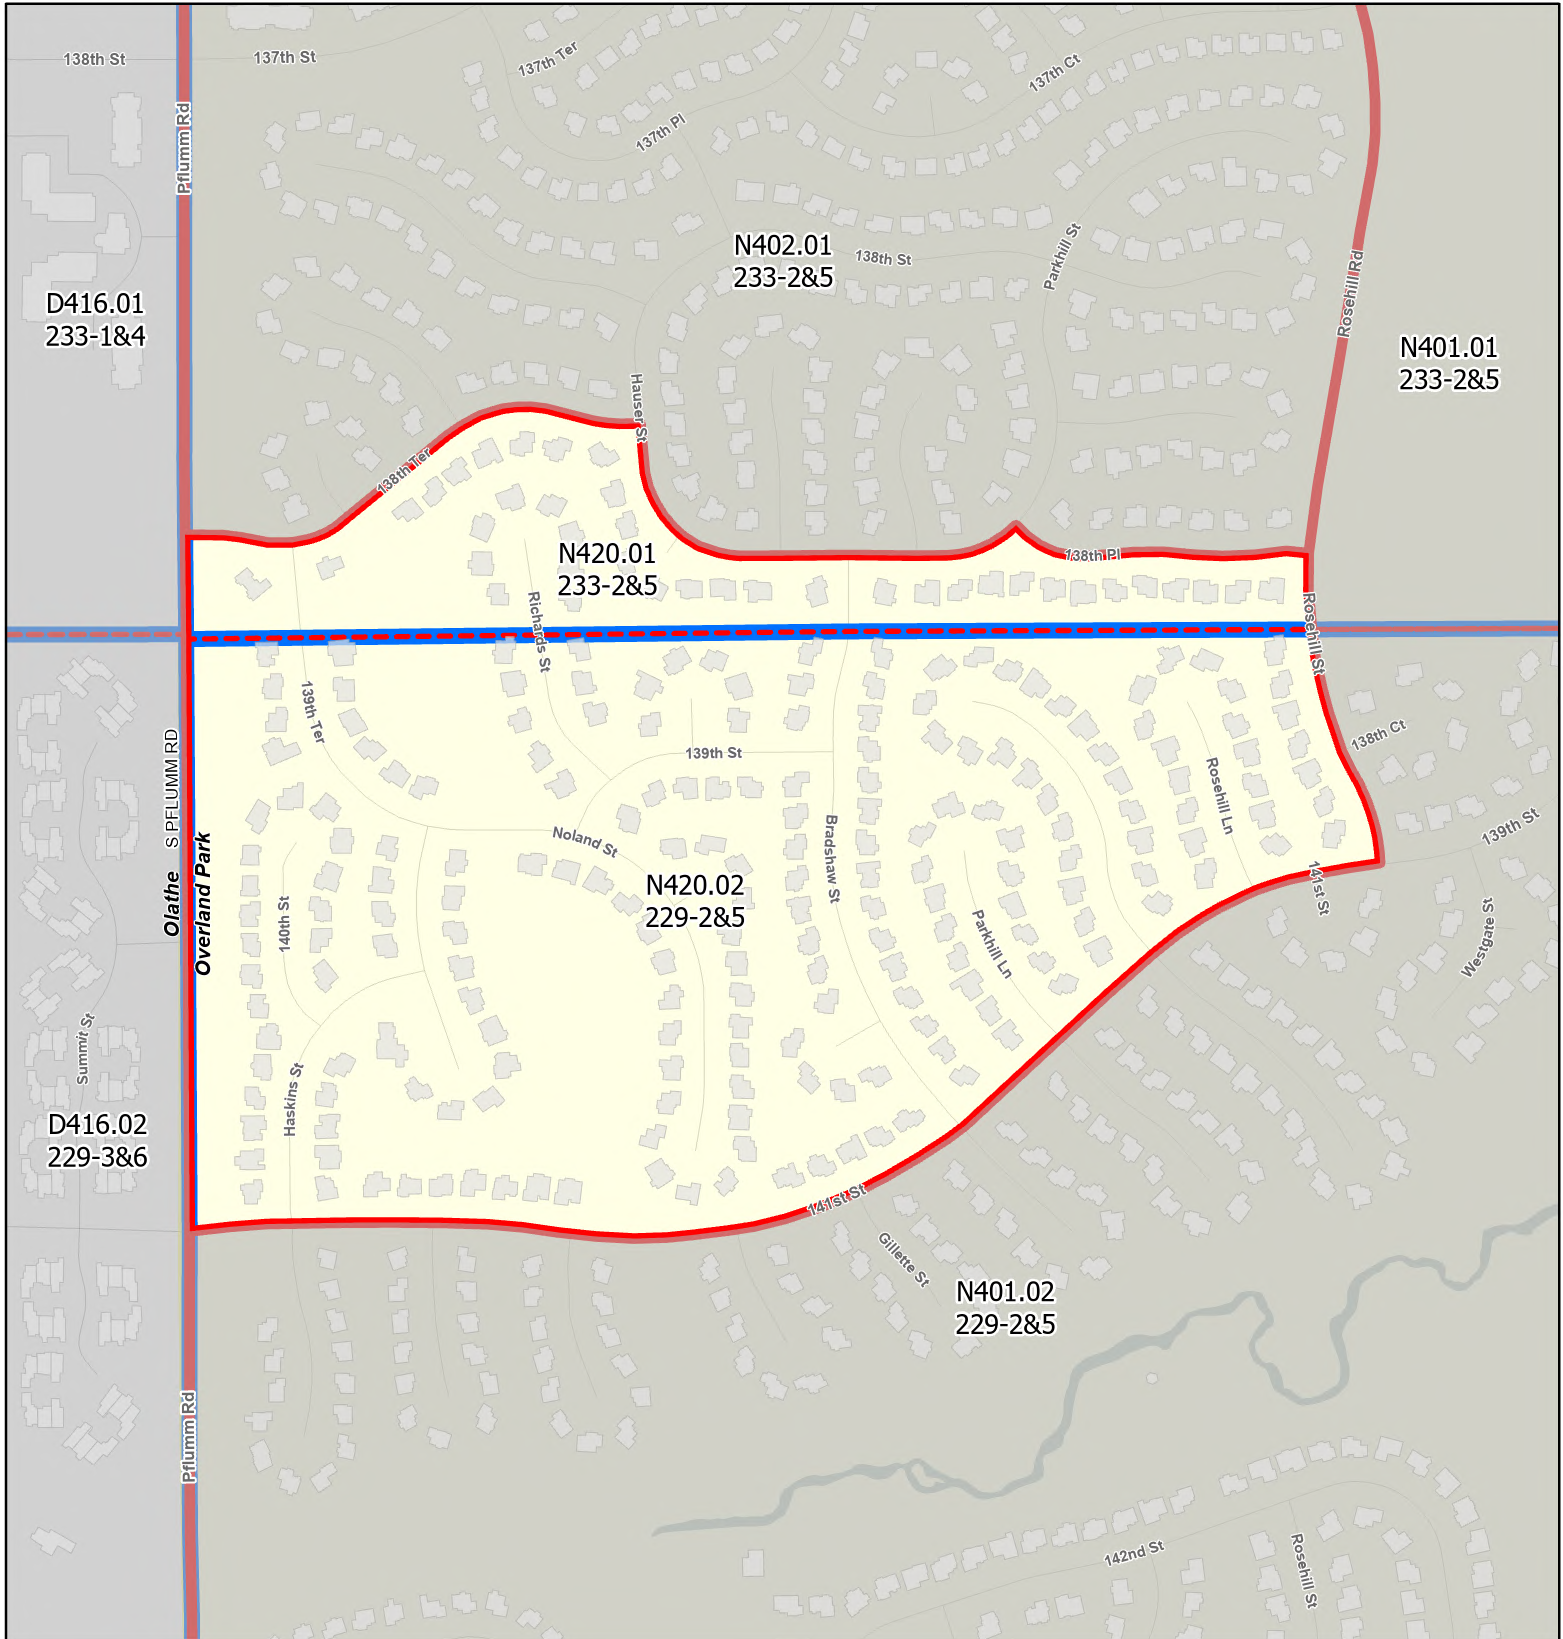 138th St
137th St
137th Ter
137th Ct
Pflumm Rd
137th Pl
N402.01
233-2&5
138th St
Parkhill St
Rosehill Rd
D416.01
233-1&4
N401.01
233-2&5
Hauser St
138th Ter
N420.01
233-2&5
138th Pl
Richards St
Rosehill St
139th Ter
139th St
138th Ct
S PFLUMM RD
Rosehill Ln
139th St
Noland St
Bradshaw St
Olathe
Overland Park
N420.02
229-2&5
141st St
140th St
Parkhill Ln
Westgate St
Summit St
Haskins St
D416.02
229-3&6
141st St
Gillette St
N401.02
229-2&5
Pflumm Rd
142nd St
Rosehill St